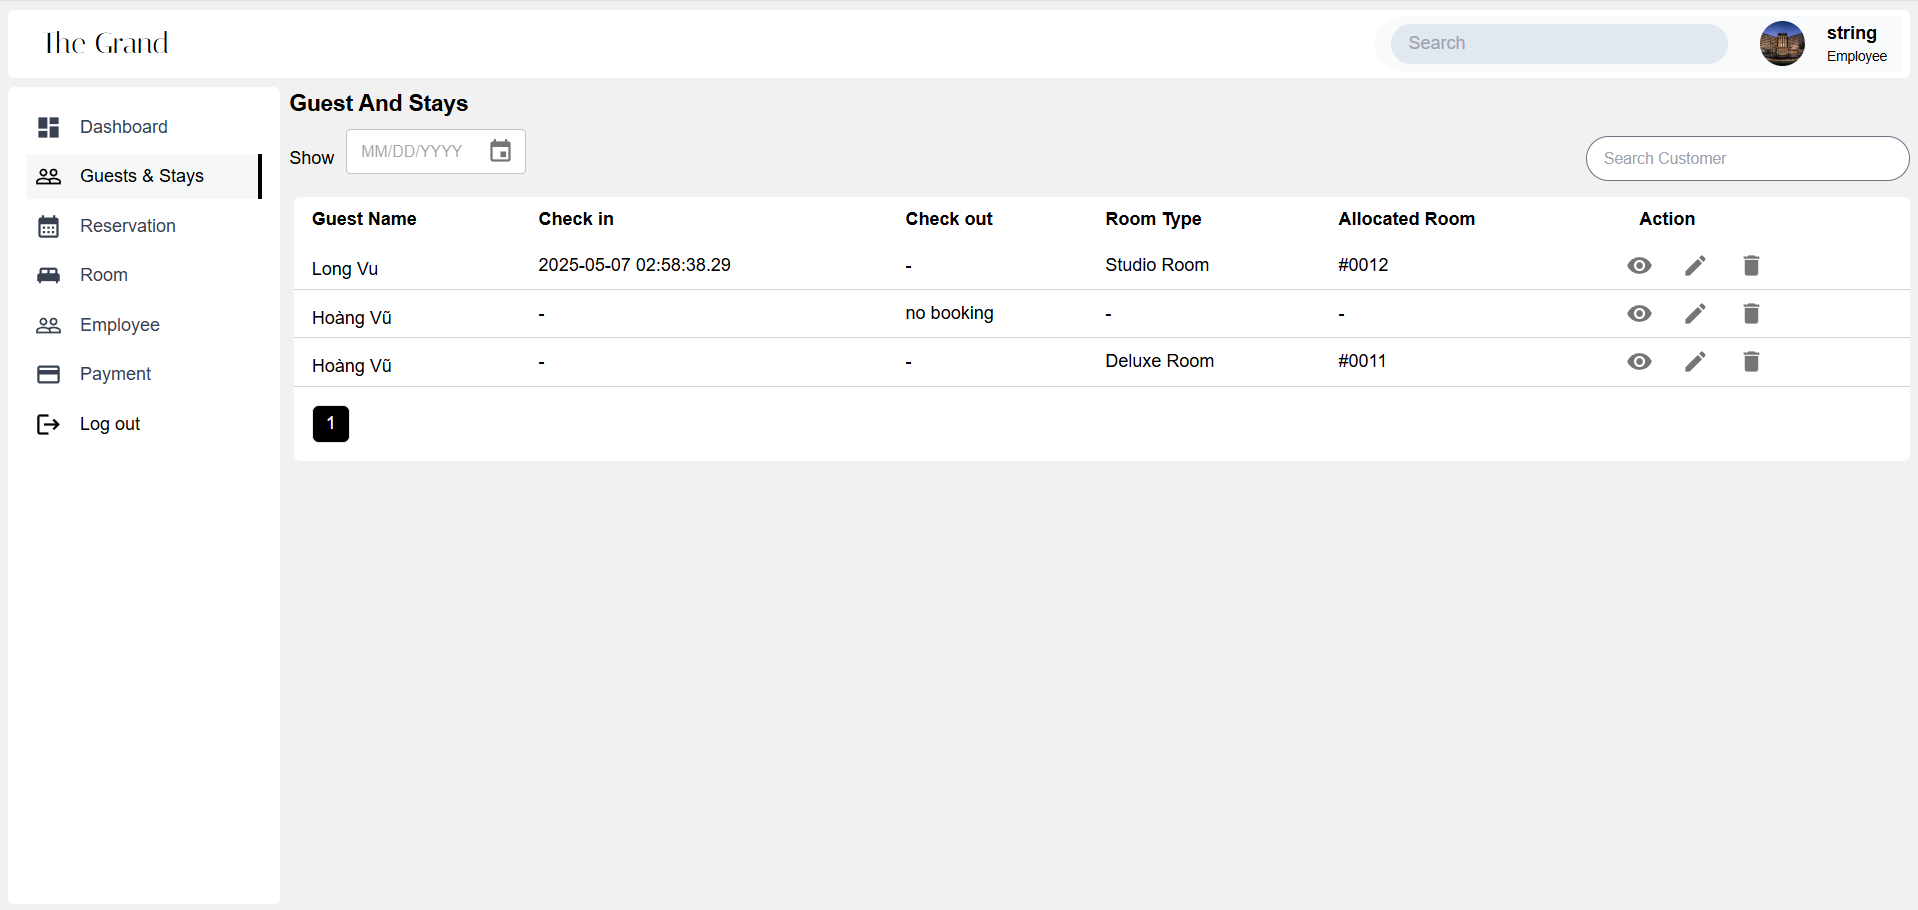 The Grand
Search
string
Employee
Dashboard
Guests & Stays
Reservation
Room
Employee
Payment
Log out
Guest And Stays
Show
MM/DD/YYYY
Search Customer
Guest Name Check in Check out Room Type Allocated Room Action
Long Vu 2025-05-07 02:58:38.29 - Studio Room #0012
Hoàng Vũ - no booking - -
Hoàng Vũ - - Deluxe Room #0011
1